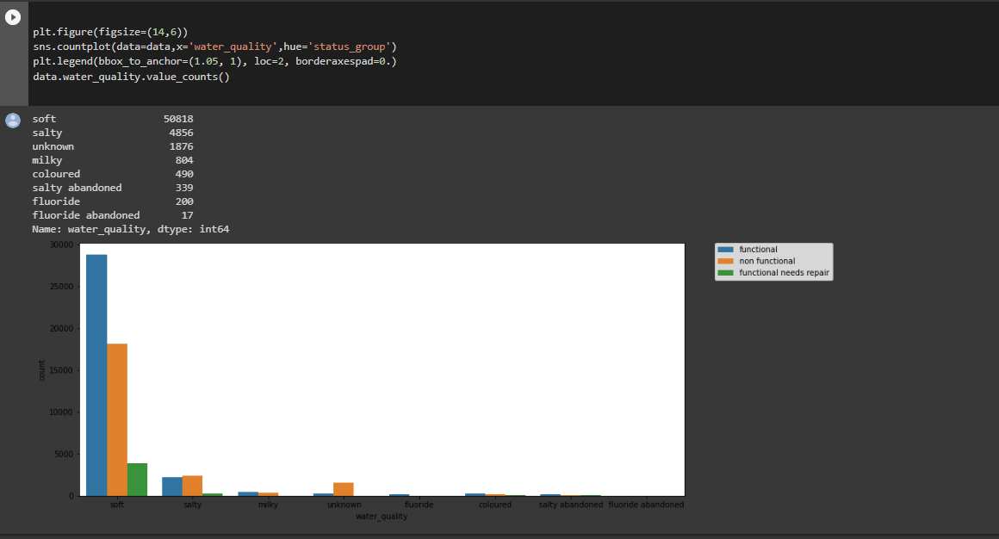 plt.figure(figsize=(14,6))
sns.countplot(data=data,x='water_quality',hue='status_group')
plt.legend(bbox_to_anchor=(1.05, 1), loc=2, borderaxespad=0.)
data.water_quality.value_counts()
soft 50818
salty 4856
unknown 1876
milky 804
coloured 490
salty abandoned 339
fluoride 200
fluoride abandoned 17
Name: water_quality, dtype: int64
30000
25000
20000
15000
10000
5000
0
count
soft salty milky unknown fluoride coloured salty abandoned fluoride abandoned
water_quality
functional
non functional
functional needs repair